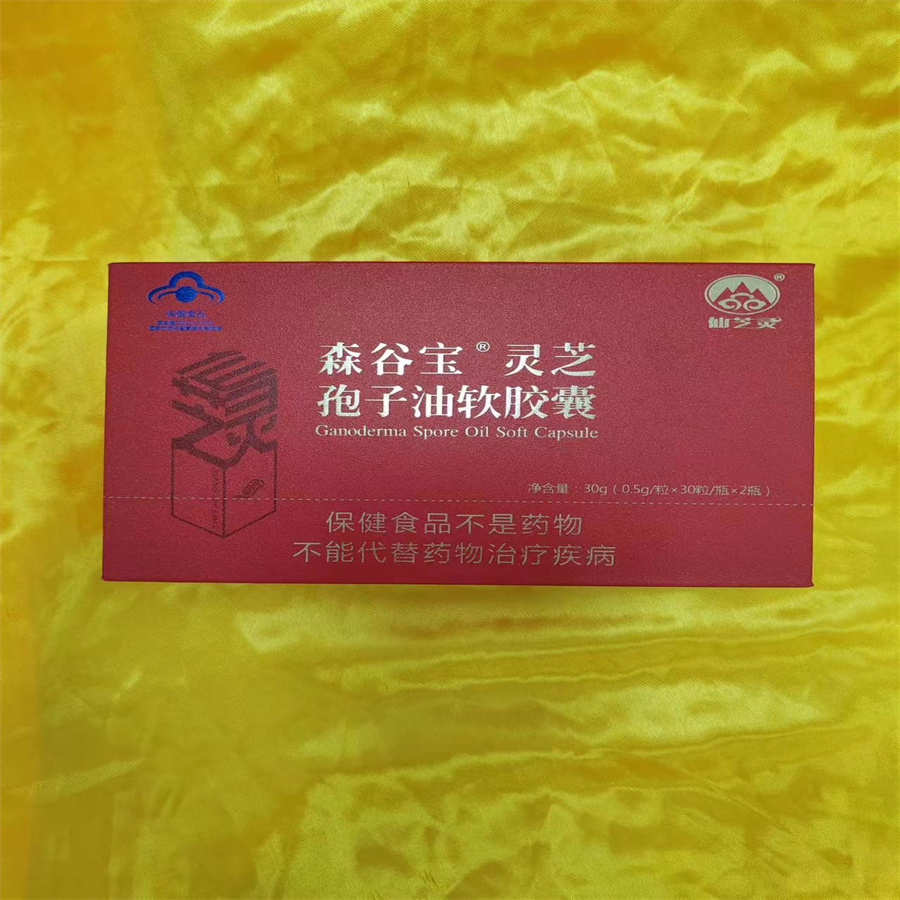 保健食品
仙芝灵®
森谷宝®灵芝
孢子油软胶囊
Ganoderma Spore Oil Soft Capsule
净含量：30g（0.5g/粒×30粒/瓶×2瓶）
保健食品不是药物
不能代替药物治疗疾病